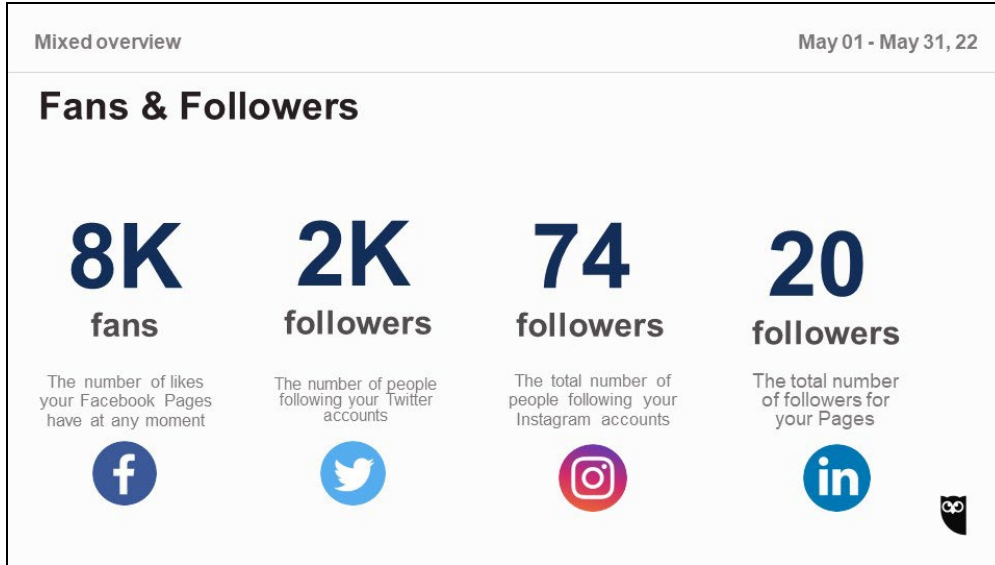 Mixed overview
May 01 - May 31, 22
Fans & Followers
8K
fans
The number of likes
your Facebook Pages
have at any moment
2K
followers
The number of people
following your Twitter
accounts
74
followers
The total number of
people following your
Instagram accounts
20
followers
The total number
of followers for
your Pages
f
in